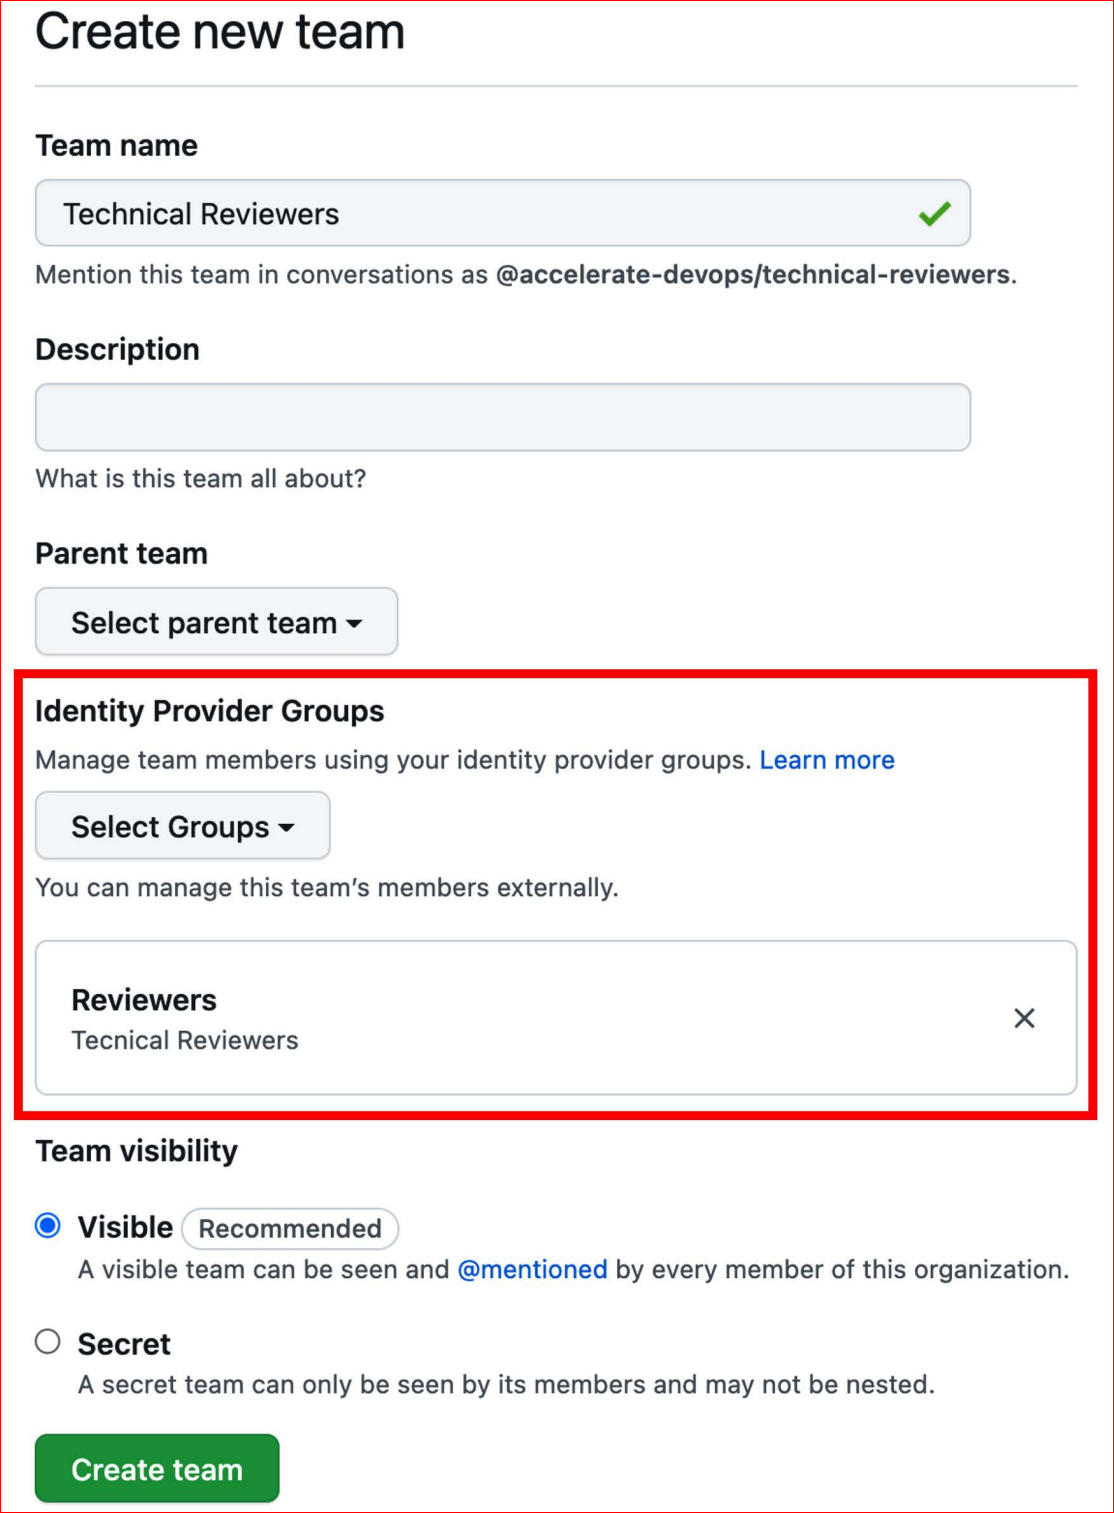 Create new team
Team name
Technical Reviewers
Mention this team in conversations as @accelerate-devops/technical-reviewers.
Description
What is this team all about?
Parent team
Select parent team
Identity Provider Groups
Manage team members using your identity provider groups. Learn more
Select Groups
You can manage this team's members externally.
Reviewers
Tecnical Reviewers
Team visibility
Visible Recommended
A visible team can be seen and @mentioned by every member of this organization.
Secret
A secret team can only be seen by its members and may not be nested.
Create team